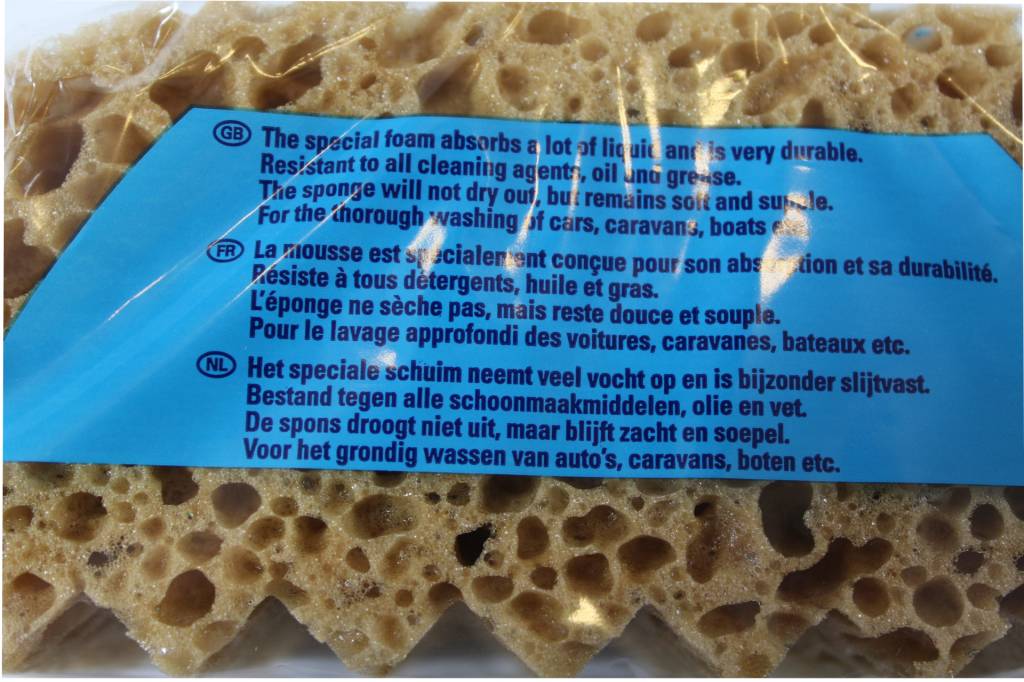 GB The special foam absorbs a lot of liquid and is very durable.
Resistant to all cleaning agents, oil and grease.
The sponge will not dry out, but remains soft and supple.
For the thorough washing of cars, caravans, boats etc.
FR La mousse est specialement conçue pour son absorption et sa durabilité.
Résiste à tous détergents, huile et gras.
L'éponge ne sèche pas, mais reste douce et souple.
Pour le lavage approfondi des voitures, caravanes, bateaux etc.
NL Het speciale schuim neemt veel vocht op en is bijzonder slijtvast.
Bestand tegen alle schoonmaakmiddelen, olie en vet.
De spons droogt niet uit, maar blijft zacht en soepel.
Voor het grondig wassen van auto's, caravans, boten etc.